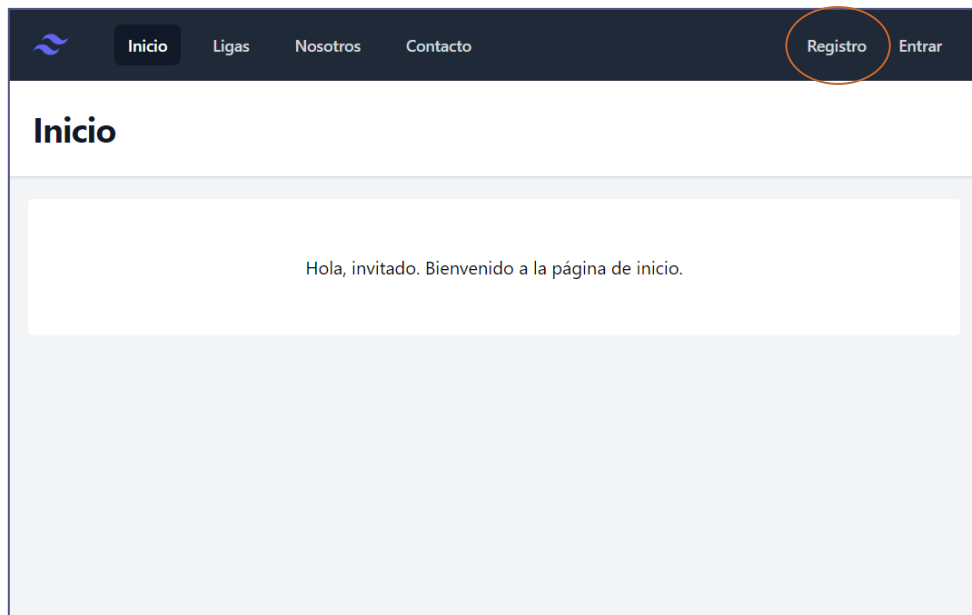 Inicio Ligas Nosotros Contacto Registro Entrar
Inicio
Hola, invitado. Bienvenido a la página de inicio.